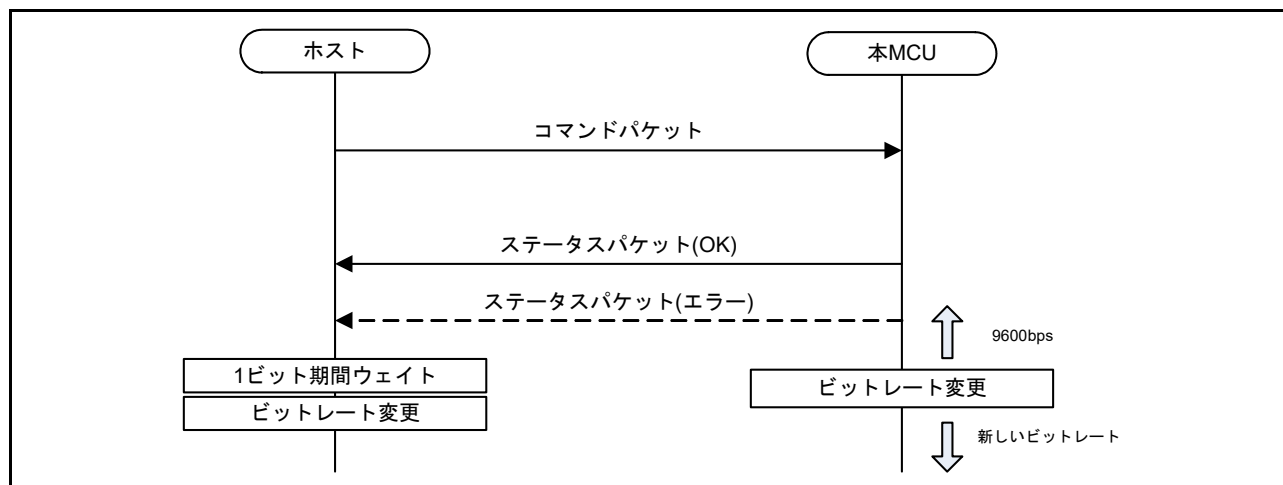 ホスト
本MCU
コマンドパケット
ステータスパケット(OK)
ステータスパケット(エラー)
9600bps
1ビット期間ウェイト
ビットレート変更
ビットレート変更
新しいビットレート